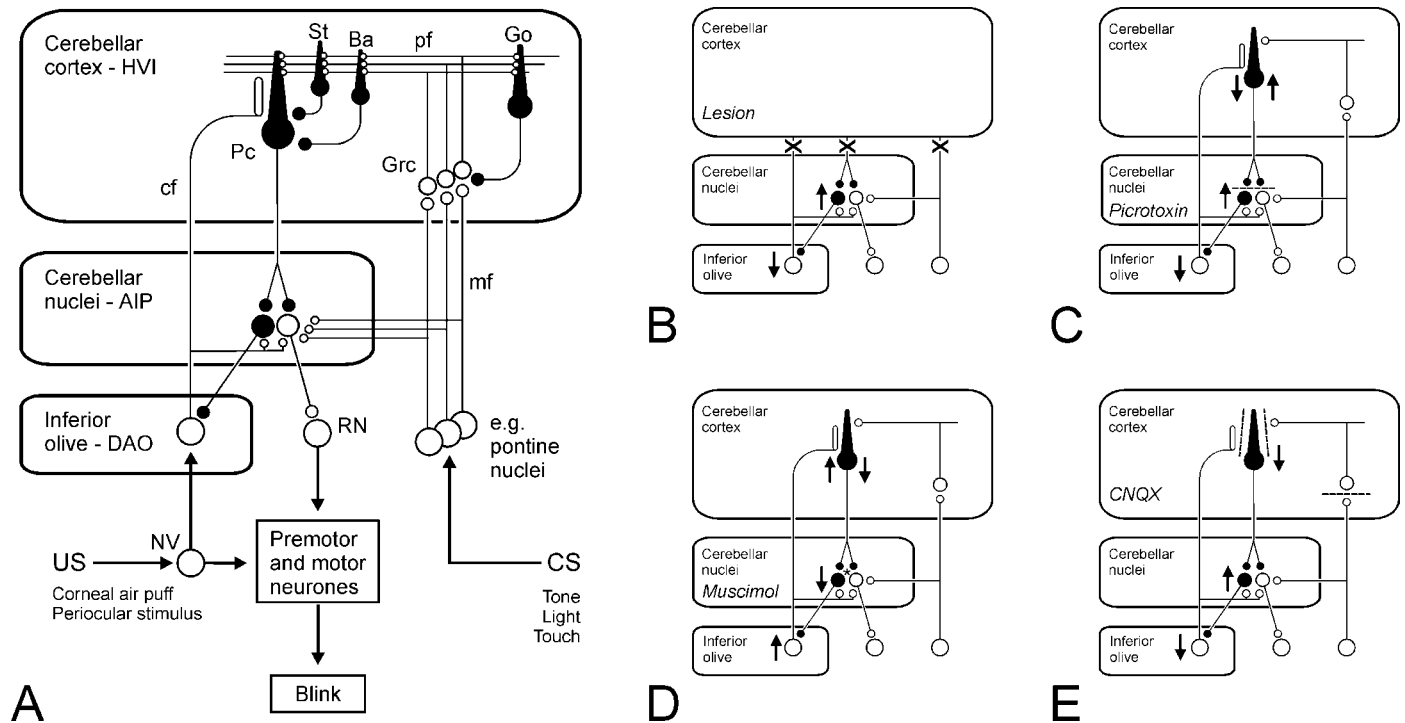 Cerebellar
cortex - HVI
St
Ba
pf
Go
Pc
Grc
cf
mf
Cerebellar
nuclei - AIP
Inferior
olive - DAO
RN
e.g.
pontine
nuclei
NV
US
Corneal air puff
Periocular stimulus
Premotor
and motor
neurones
CS
Tone
Light
Touch
Blink
A
Cerebellar
cortex
Lesion
X X X
Cerebellar
nuclei
Inferior
olive
B
Cerebellar
cortex
Cerebellar
nuclei
Picrotoxin
Inferior
olive
C
Cerebellar
cortex
Cerebellar
nuclei
*
Muscimol
Inferior
olive
D
Cerebellar
cortex
CNQX
Cerebellar
nuclei
Inferior
olive
E